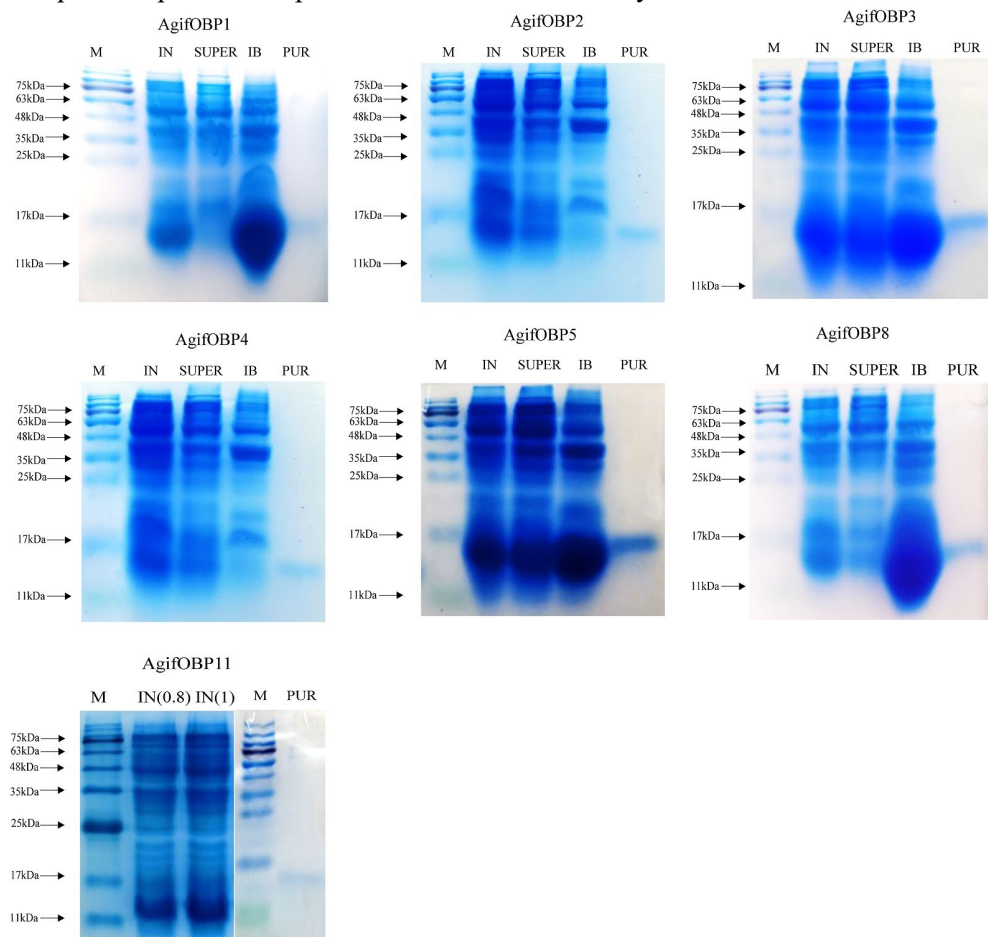 AgifOBP1
M IN SUPER IB PUR
75kDa
63kDa
48kDa
35kDa
25kDa
17kDa
11kDa
AgifOBP2
M IN SUPER IB PUR
75kDa
63kDa
48kDa
35kDa
25kDa
17kDa
11kDa
AgifOBP3
M IN SUPER IB PUR
75kDa
63kDa
48kDa
35kDa
25kDa
17kDa
11kDa
AgifOBP4
M IN SUPER IB PUR
75kDa
63kDa
48kDa
35kDa
25kDa
17kDa
11kDa
AgifOBP5
M IN SUPER IB PUR
75kDa
63kDa
48kDa
35kDa
25kDa
17kDa
11kDa
AgifOBP8
M IN SUPER IB PUR
75kDa
63kDa
48kDa
35kDa
25kDa
17kDa
11kDa
AgifOBP11
M IN(0.8) IN(1) M PUR
75kDa
63kDa
48kDa
35kDa
25kDa
17kDa
11kDa